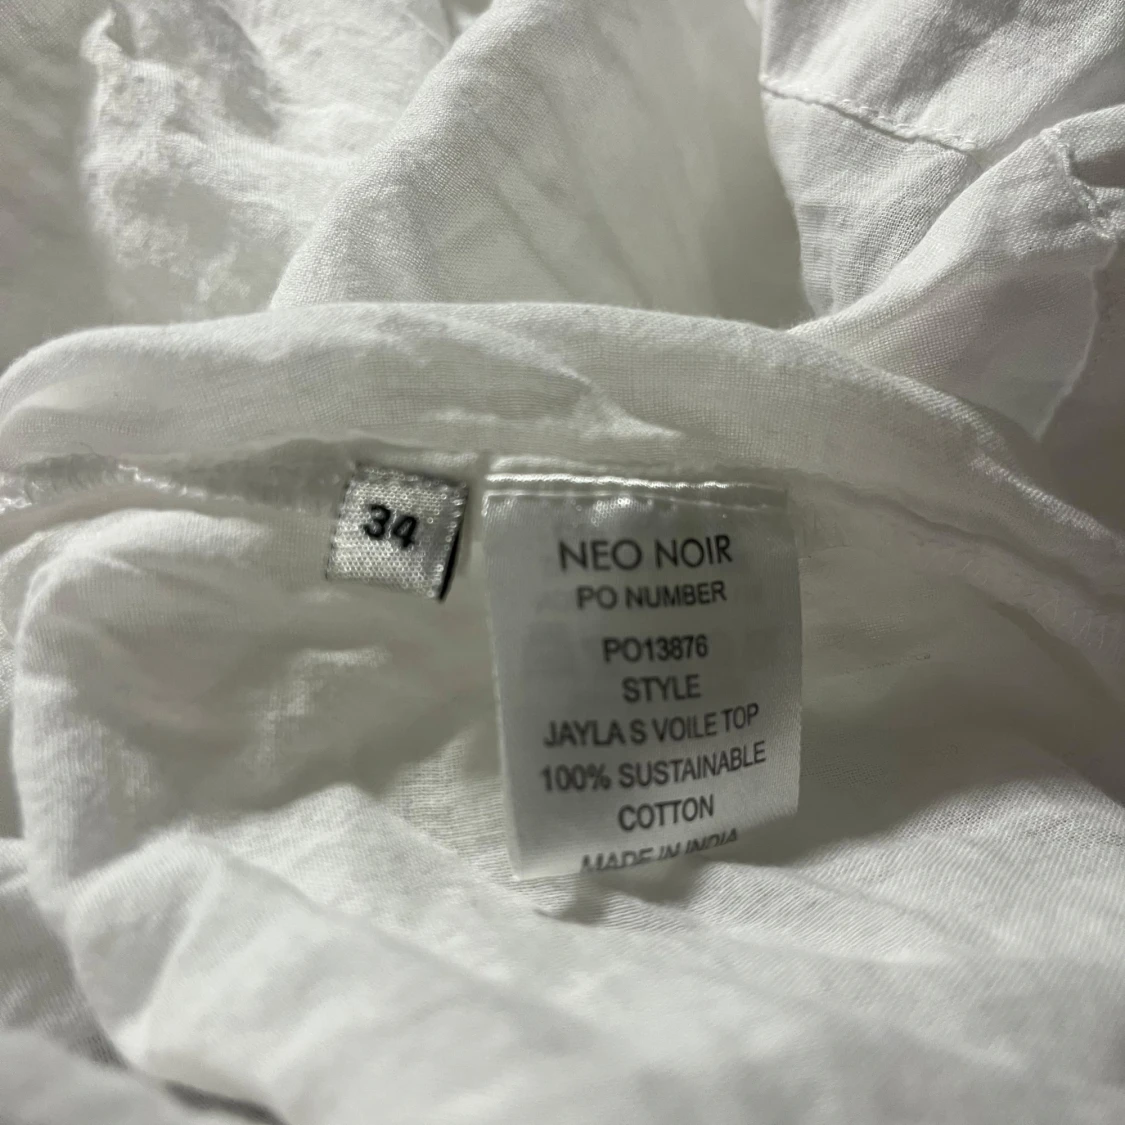 34
NEO NOIR
PO NUMBER
PO13876
STYLE
JAYLA S VOILE TOP
100% SUSTAINABLE
COTTON
MADE IN INDIA